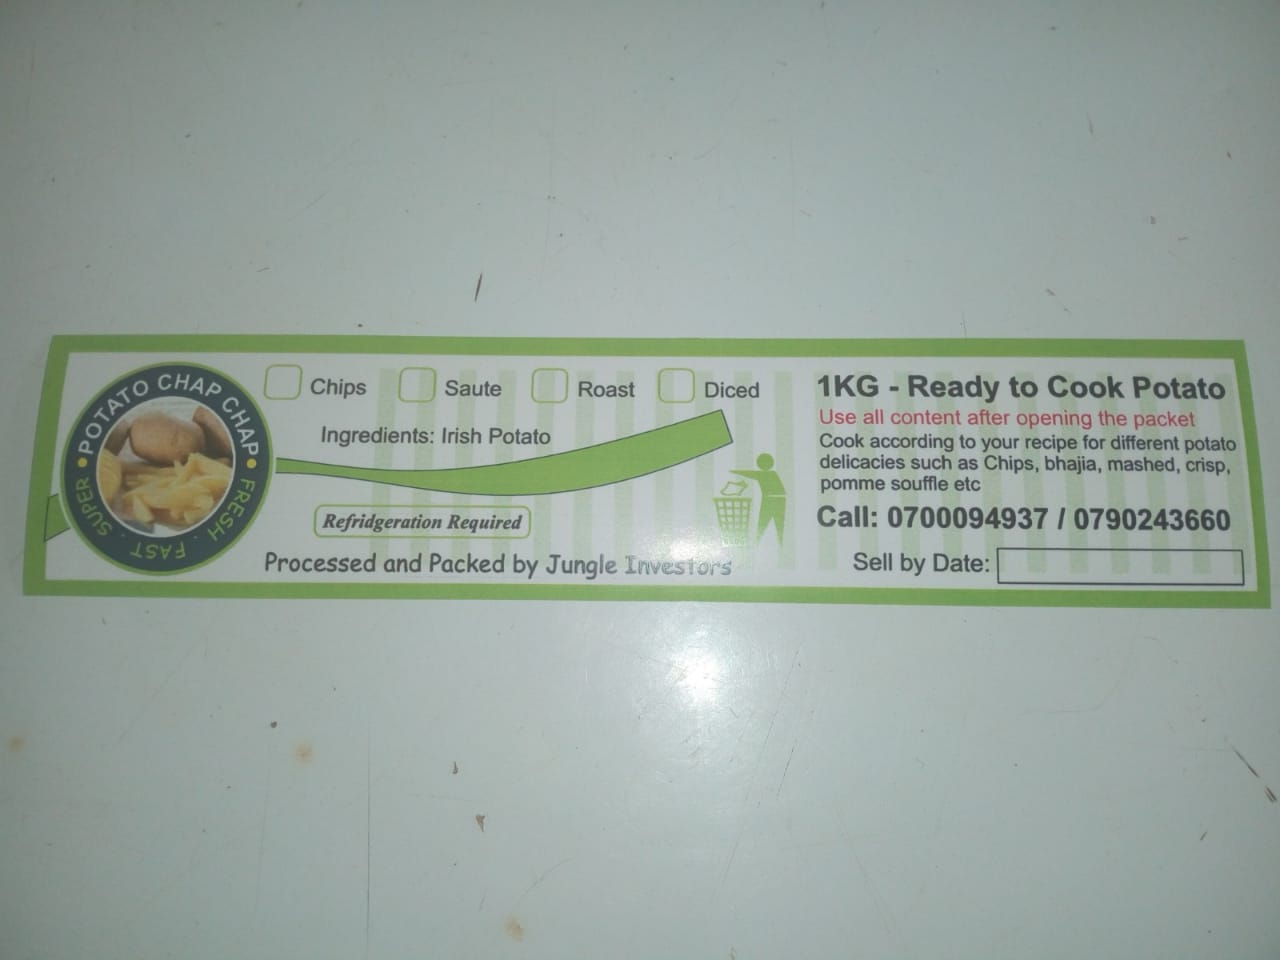 POTATO CHAP CHAP
SUPER . FAST . FRESH
Chips Saute Roast Diced
Ingredients: Irish Potato
Refridgeration Required
Processed and Packed by Jungle Investors
1KG - Ready to Cook Potato
Use all content after opening the packet
Cook according to your recipe for different potato
delicacies such as Chips, bhajia, mashed, crisp,
pomme souffle etc
Call: 0700094937 / 0790243660
Sell by Date: